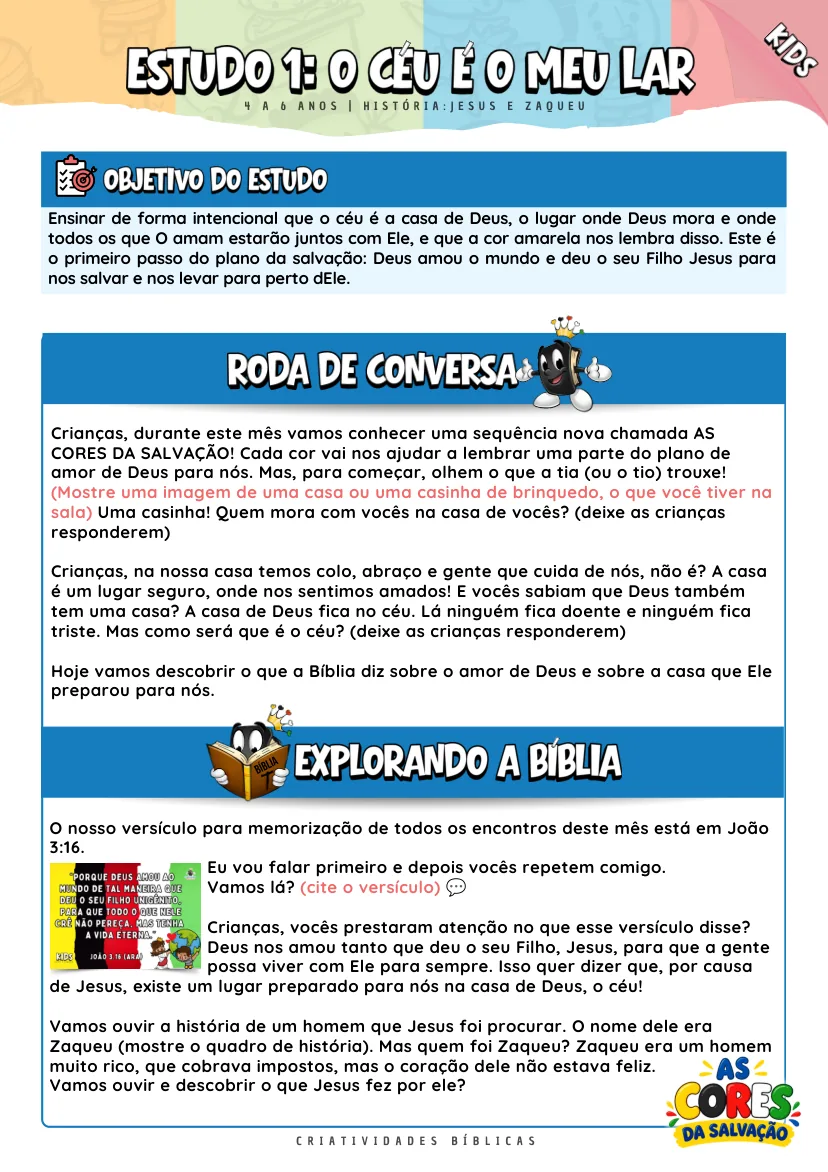 ESTUDO 1: O CÉU É O MEU LAR
KIDS
4 A 6 ANOS | HISTÓRIA:JESUS E ZAQUEU
OBJETIVO DO ESTUDO
Ensinar de forma intencional que o céu é a casa de Deus, o lugar onde Deus mora e onde
todos os que O amam estarão juntos com Ele, e que a cor amarela nos lembra disso. Este é
o primeiro passo do plano da salvação: Deus amou o mundo e deu o seu Filho Jesus para
nos salvar e nos levar para perto dEle.
RODA DE CONVERSA
Crianças, durante este mês vamos conhecer uma sequência nova chamada AS
CORES DA SALVAÇÃO! Cada cor vai nos ajudar a lembrar uma parte do plano de
amor de Deus para nós. Mas, para começar, olhem o que a tia (ou o tio) trouxe!
(Mostre uma imagem de uma casa ou uma casinha de brinquedo, o que você tiver na
sala) Uma casinha! Quem mora com vocês na casa de vocês? (deixe as crianças
responderem)
Crianças, na nossa casa temos colo, abraço e gente que cuida de nós, não é? A casa
é um lugar seguro, onde nos sentimos amados! E vocês sabiam que Deus também
tem uma casa? A casa de Deus fica no céu. Lá ninguém fica doente e ninguém fica
triste. Mas como será que é o céu? (deixe as crianças responderem)
Hoje vamos descobrir o que a Bíblia diz sobre o amor de Deus e sobre a casa que Ele
preparou para nós.
BÍBLIA
EXPLORANDO A BÍBLIA
O nosso versículo para memorização de todos os encontros deste mês está em João
3:16.
"PORQUE DEUS AMOU AO
MUNDO DE TAL MANEIRA QUE
DEU O SEU FILHO UNIGÊNITO,
PARA QUE TODO O QUE NELE
CRÊ NÃO PEREÇA, MAS TENHA
A VIDA ETERNA."
KIDS JOÃO 3.16 (ARA)
Eu vou falar primeiro e depois vocês repetem comigo.
Vamos lá? (cite o versículo) 💬
Crianças, vocês prestaram atenção no que esse versículo disse?
Deus nos amou tanto que deu o seu Filho, Jesus, para que a gente
possa viver com Ele para sempre. Isso quer dizer que, por causa
de Jesus, existe um lugar preparado para nós na casa de Deus, o céu!
Vamos ouvir a história de um homem que Jesus foi procurar. O nome dele era
Zaqueu (mostre o quadro de história). Mas quem foi Zaqueu? Zaqueu era um homem
muito rico, que cobrava impostos, mas o coração dele não estava feliz.
Vamos ouvir e descobrir o que Jesus fez por ele?
AS
CORES
DA SALVAÇÃO
CRIATIVIDADES BÍBLICAS